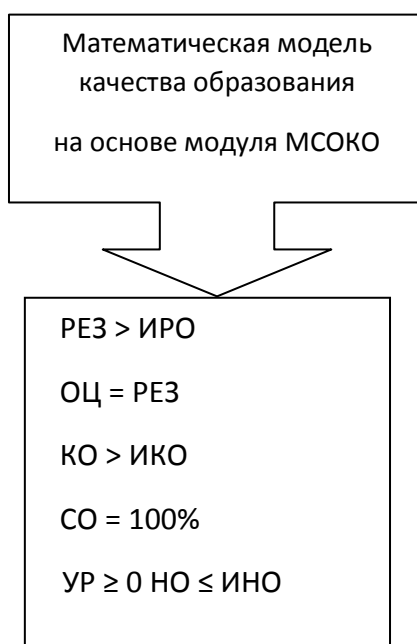 Математическая модель
качества образования
на основе модуля МСОКО
РЕЗ > ИРО
ОЦ = РЕЗ
КО > ИКО
СО = 100%
УР ≥ 0 НО ≤ ИНО